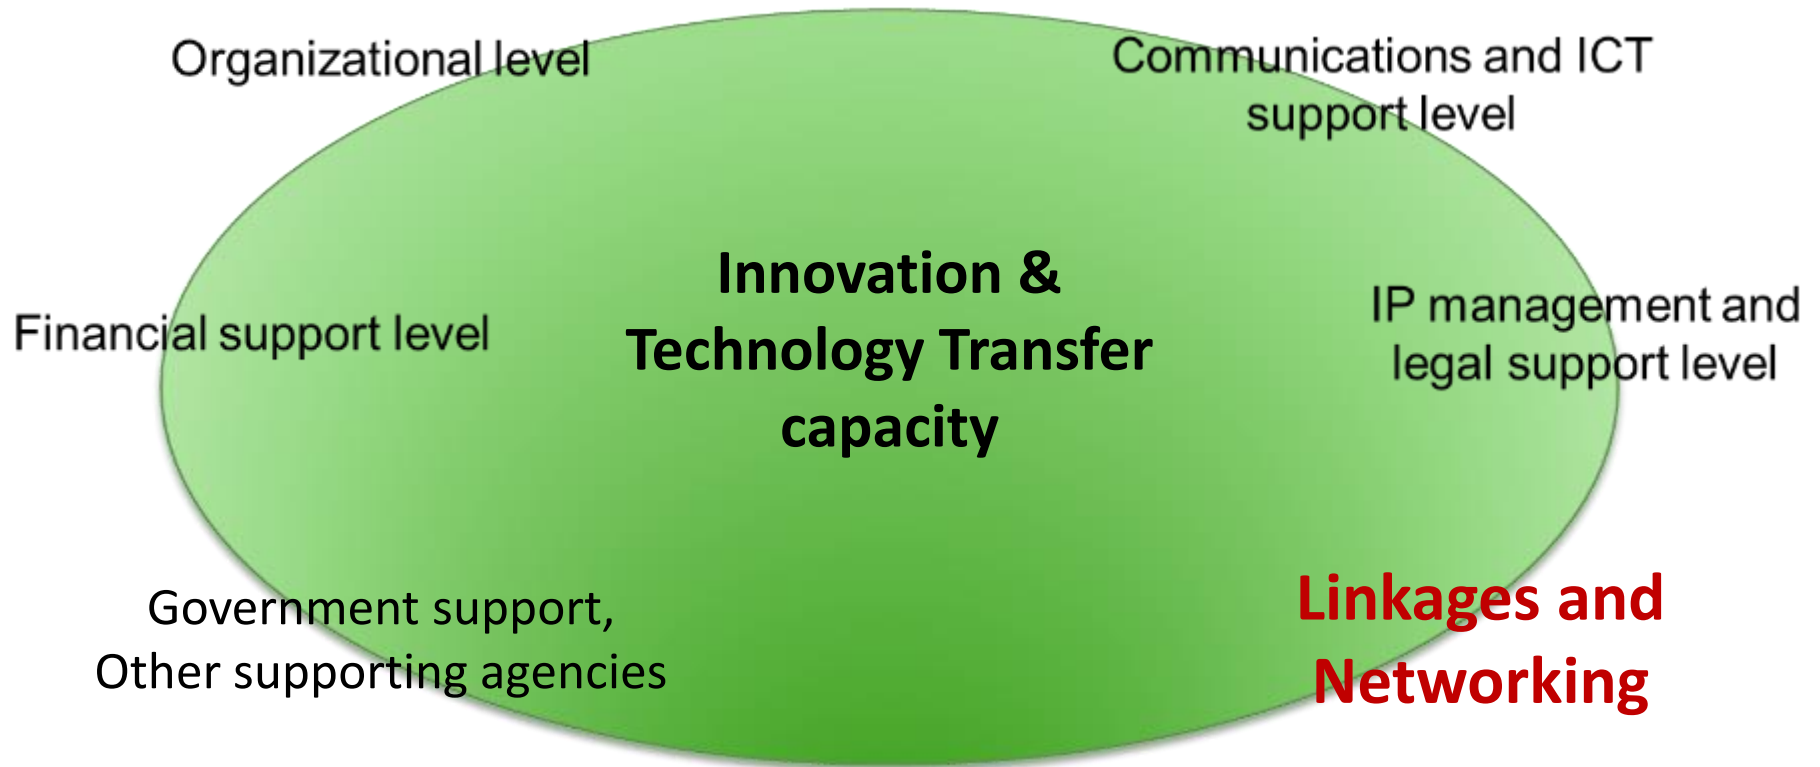 Organizational level
Communications and ICT
support level
Innovation &
Technology Transfer
capacity
Financial support level
IP management and
legal support level
Government support,
Other supporting agencies
Linkages and
Networking